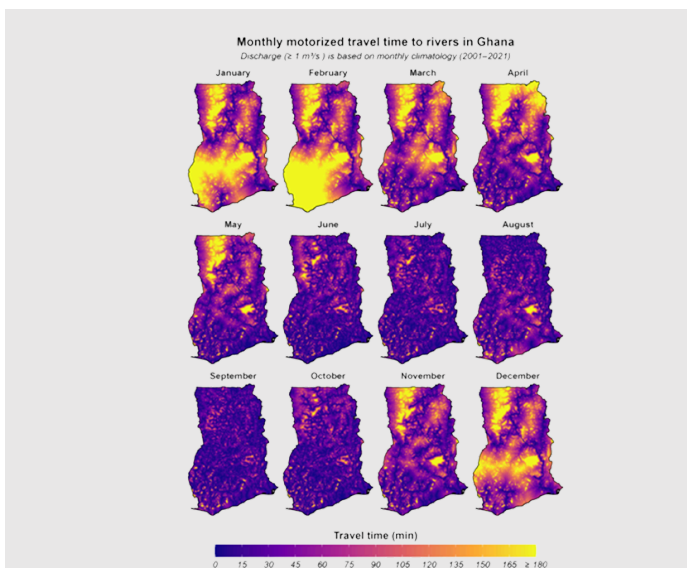 Monthly motorized travel time to rivers in Ghana
Discharge (≥ 1 m³/s ) is based on monthly climatology (2001–2021)
January February March April
May June July August
September October November December
Travel time (min)
0 15 30 45 60 75 90 105 120 135 150 165 ≥ 180